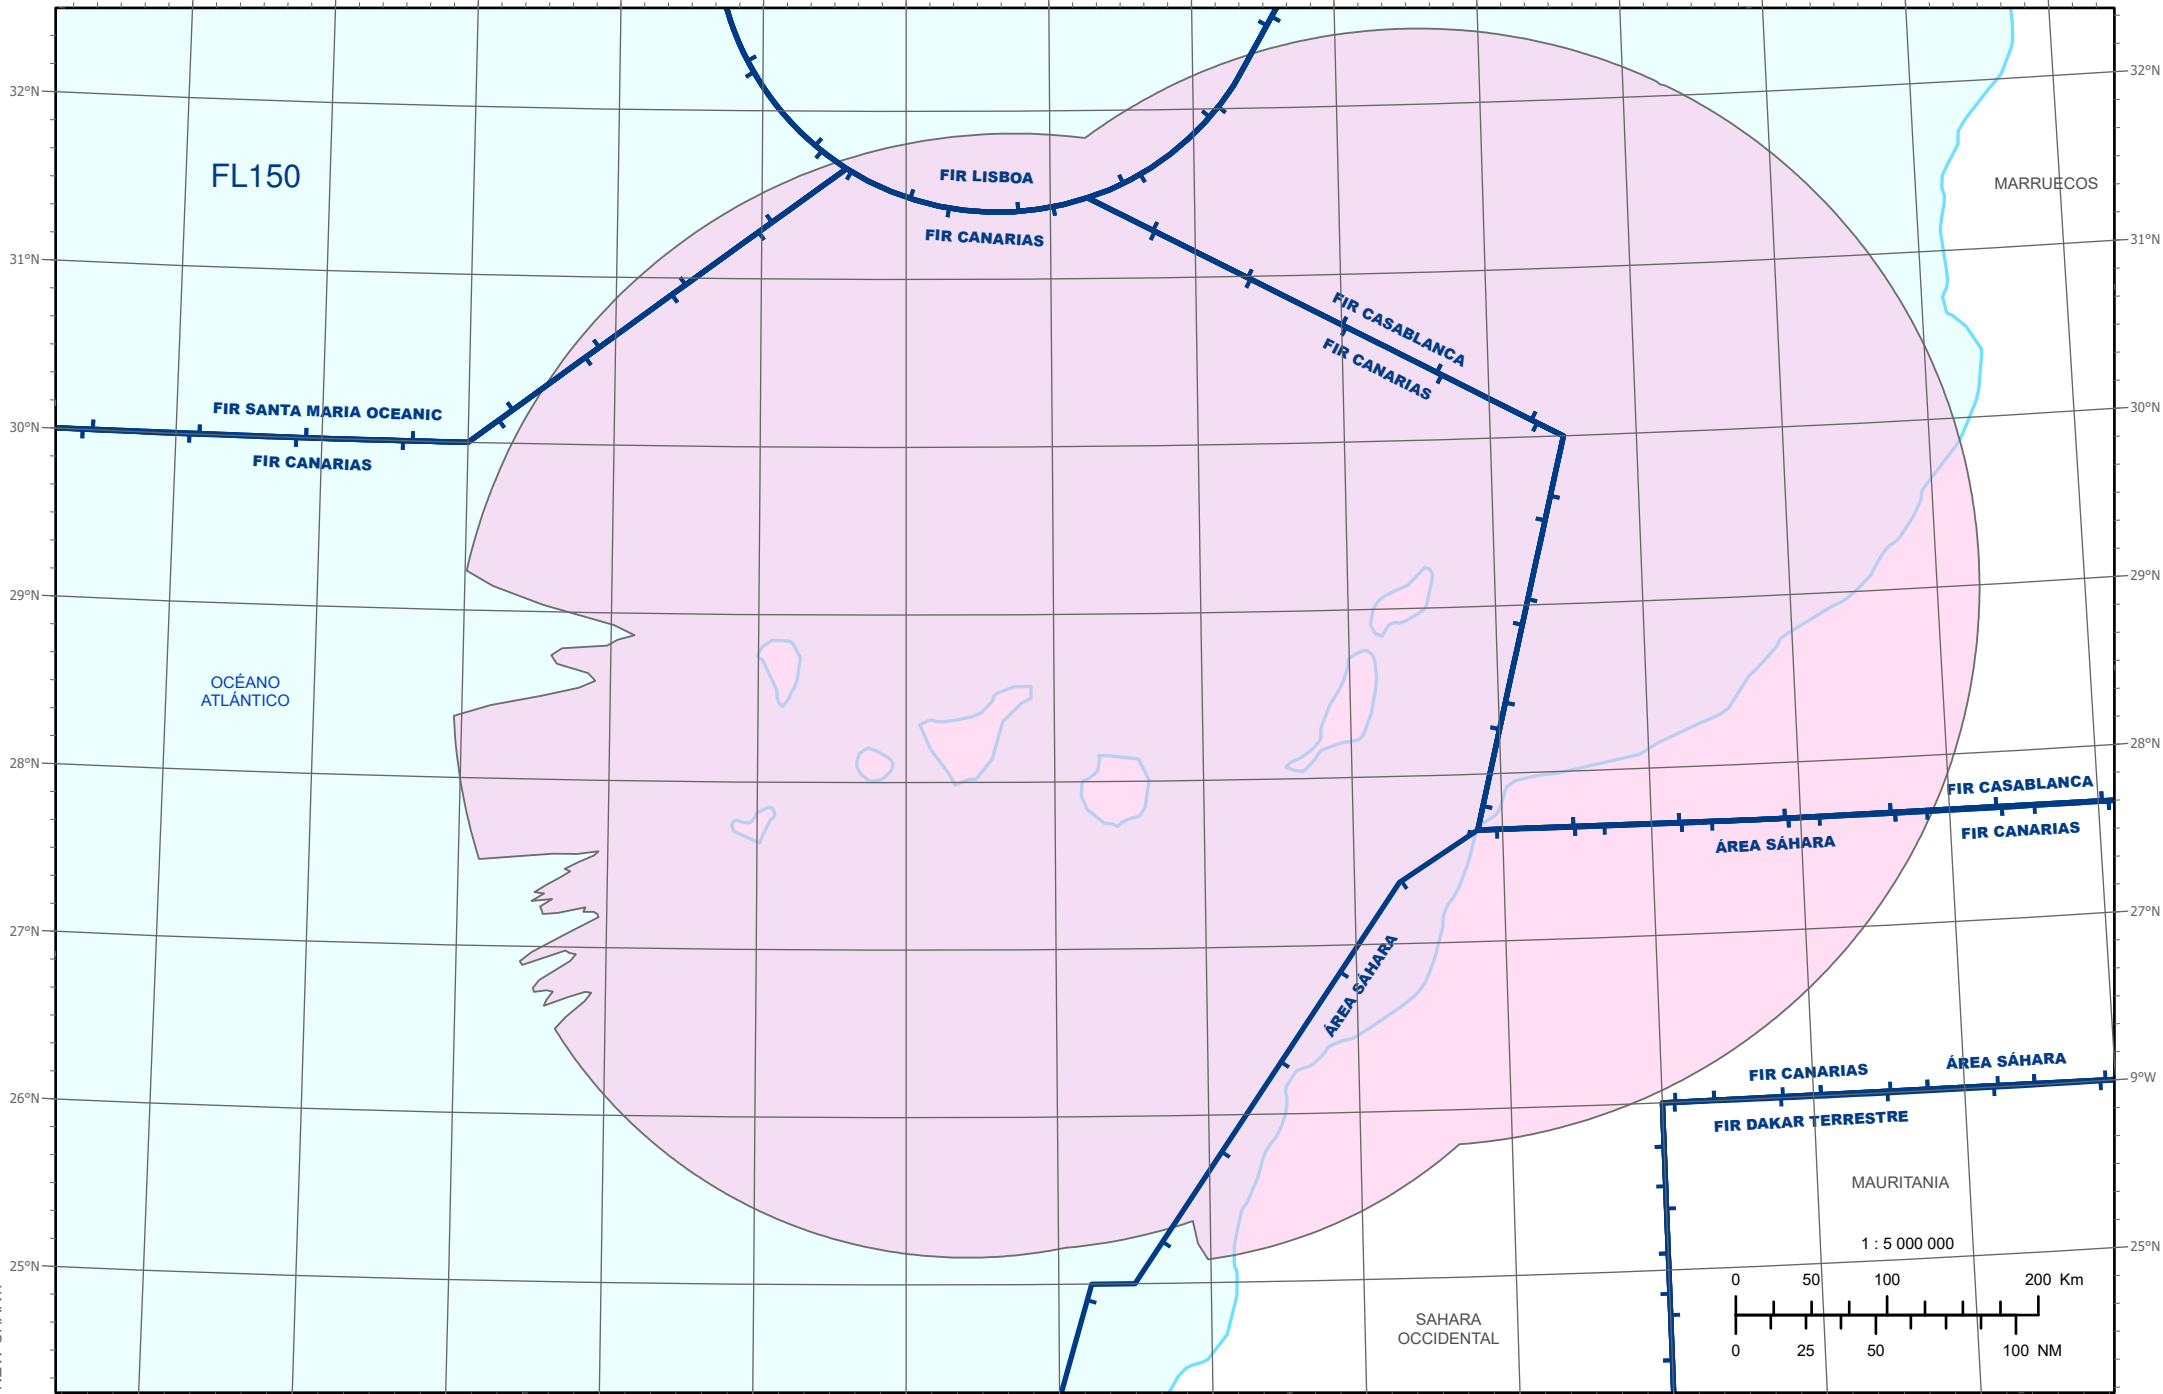 32°N
32°N
FL150
FIR LISBOA
MARRUECOS
FIR CANARIAS
31°N
31°N
FIR CASABLANCA
FIR CANARIAS
FIR SANTA MARIA OCEANIC
30°N
30°N
FIR CANARIAS
29°N
29°N
OCÉANO
ATLÁNTICO
28°N
28°N
FIR CASABLANCA
FIR CANARIAS
ÁREA SÁHARA
27°N
27°N
ÁREA SÁHARA
FIR CANARIAS
ÁREA SÁHARA
26°N
9°W
FIR DAKAR TERRESTRE
MAURITANIA
1 : 5 000 000
25°N
25°N
0 50 100 200 Km
0 25 50 100 NM
SAHARA
OCCIDENTAL